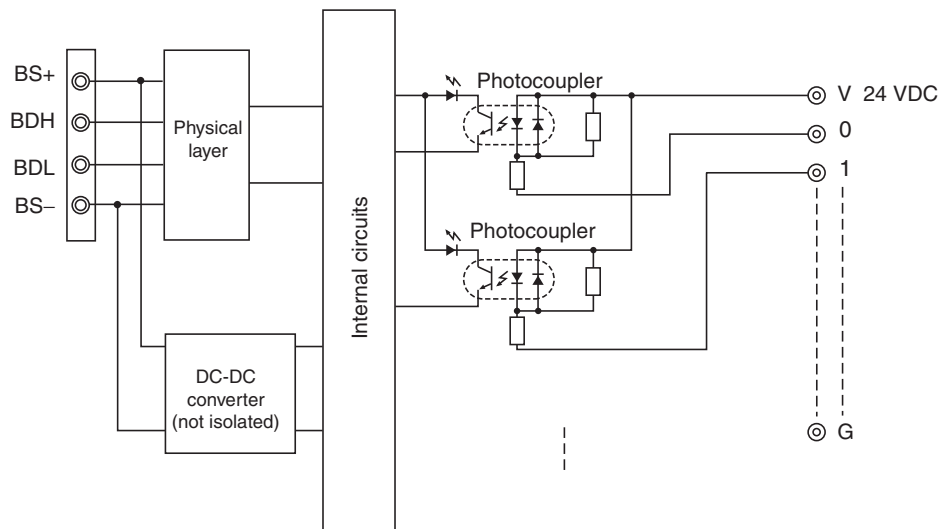 BS+
BDH
BDL
BS−
Physical
layer
DC-DC
converter
(not isolated)
Internal circuits
Photocoupler
Photocoupler
V 24 VDC
0
1
G